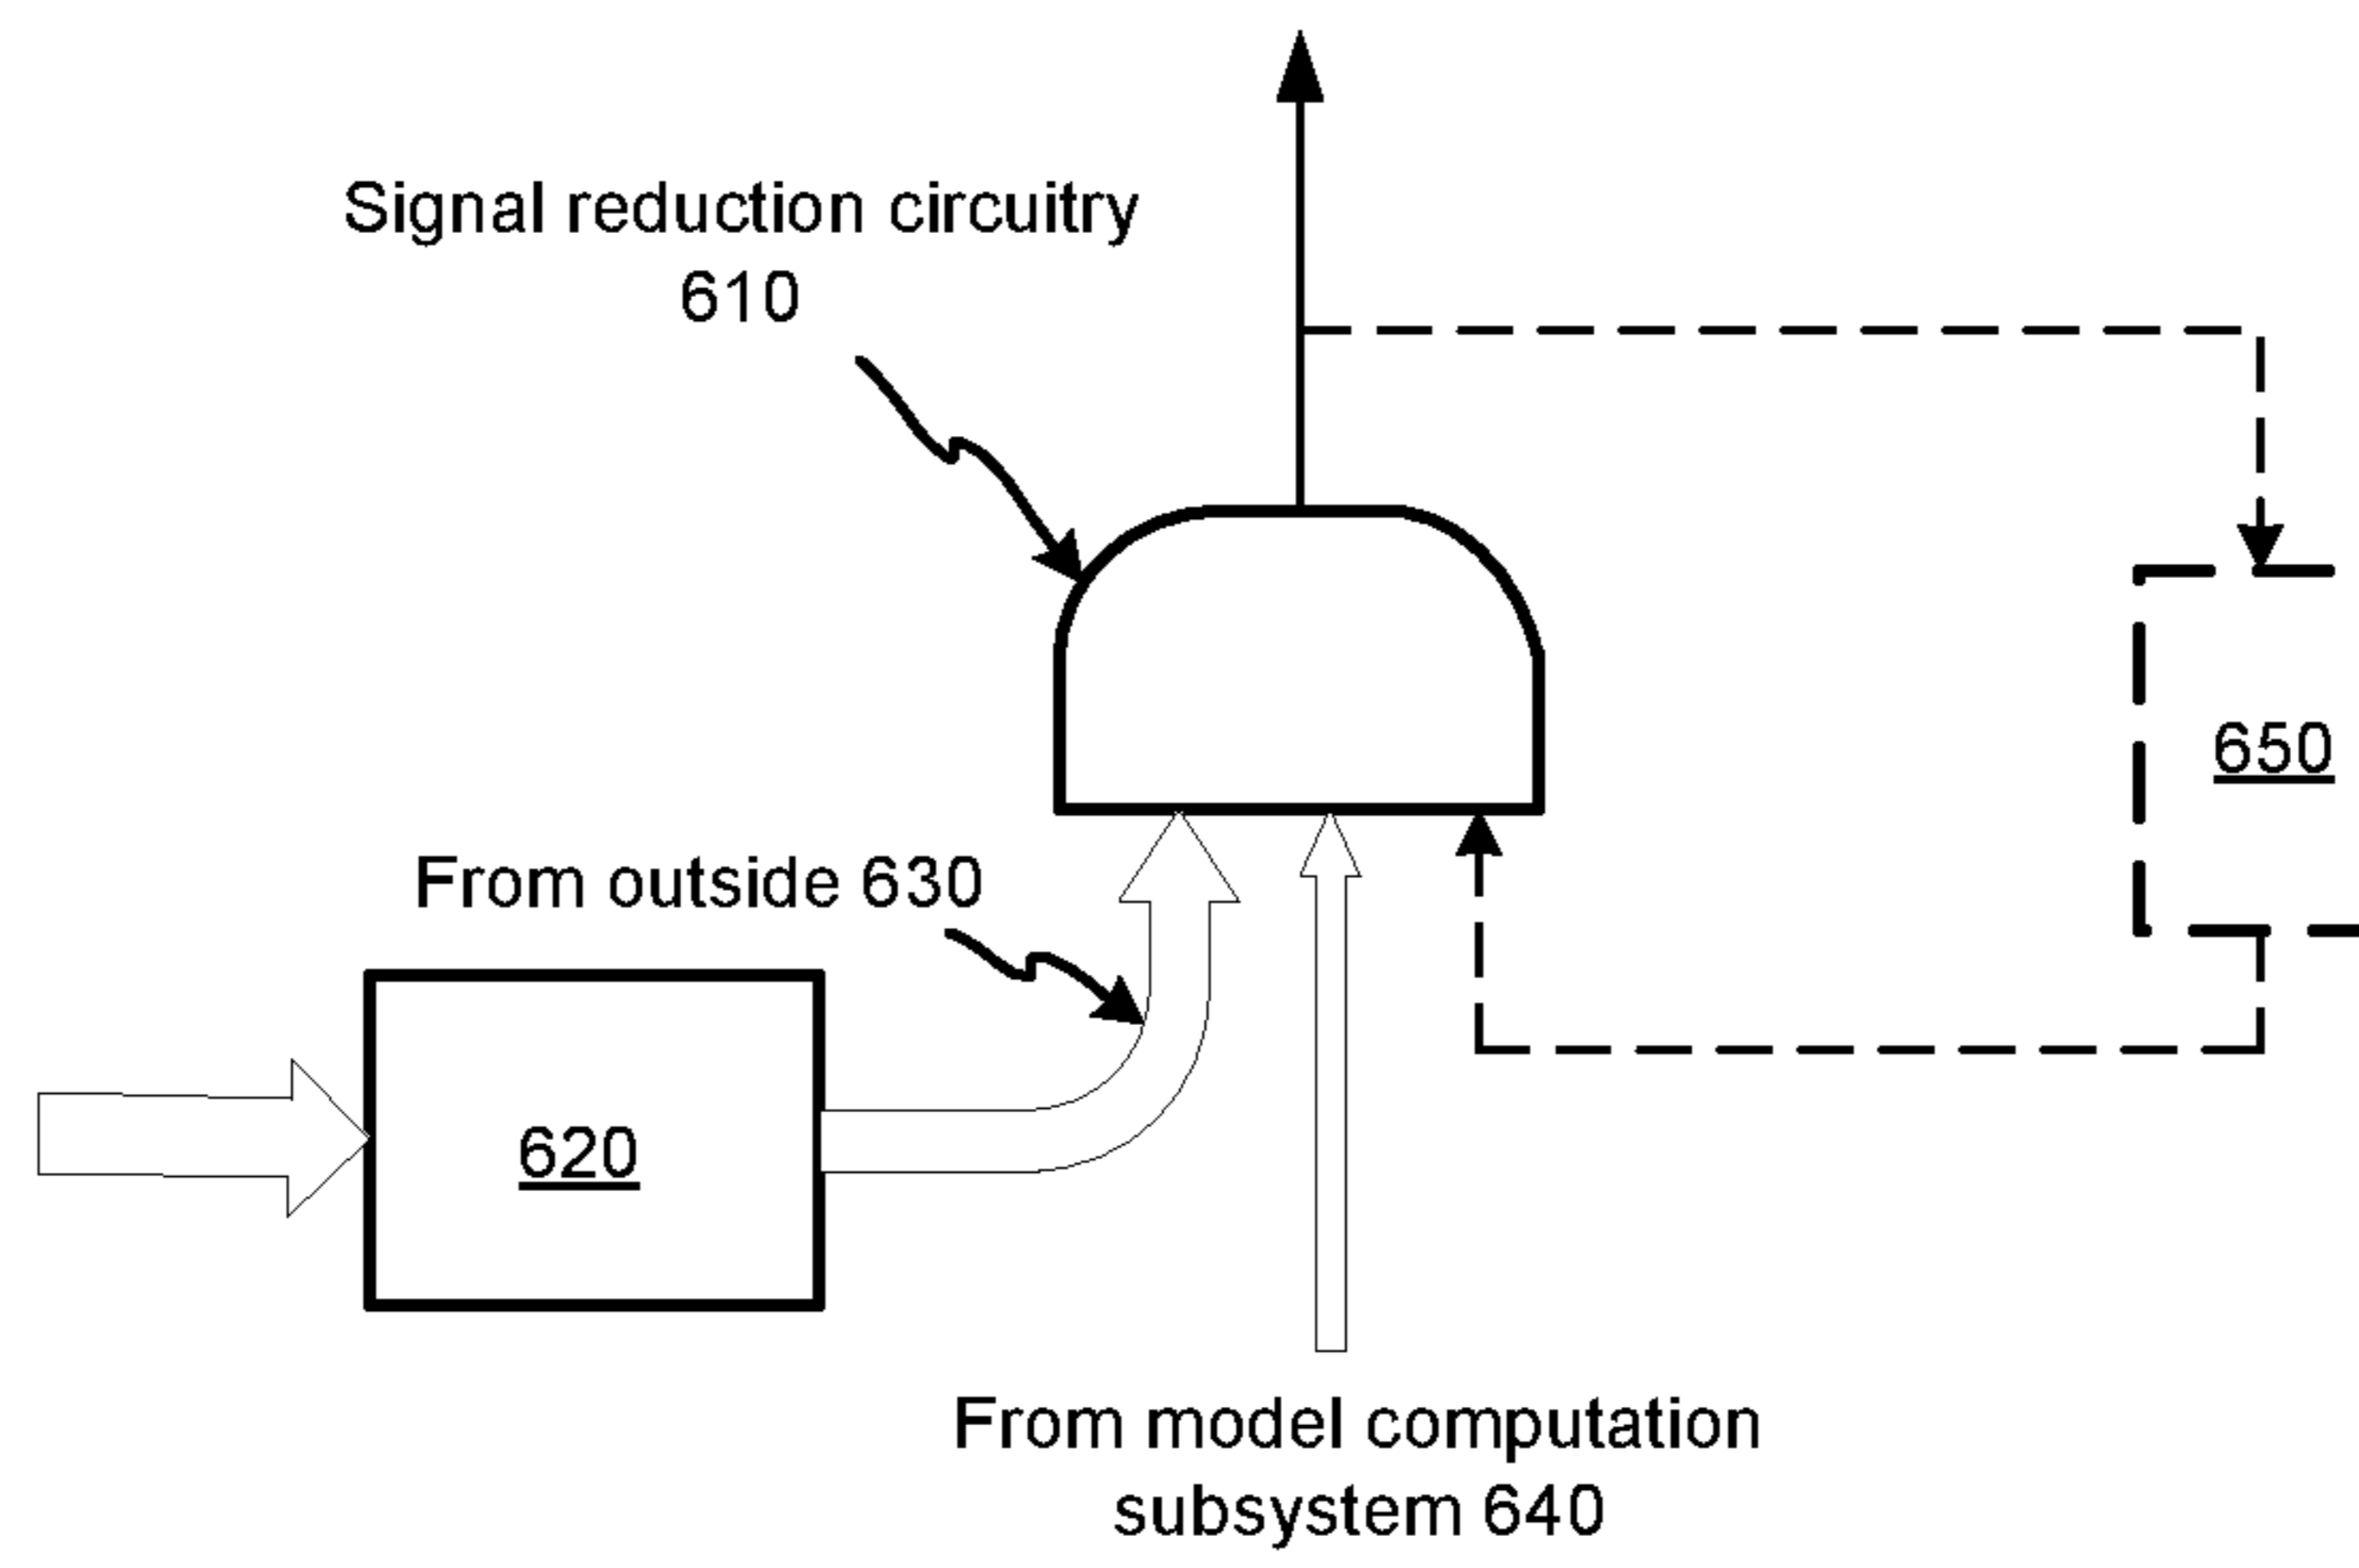 Signal reduction circuitry
610
650
From outside 630
620
From model computation
subsystem 640